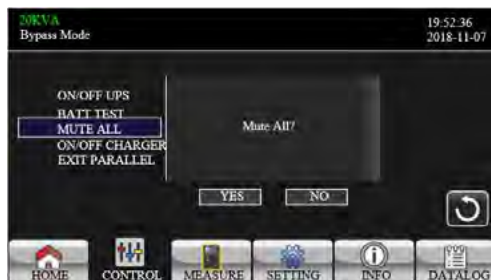 20KVA
19:52:36
Bypass Mode
2018-11-07
ON/OFF UPS
BATT TEST
MUTE ALL
ON/OFF CHARGER
EXIT PARALLEL
Mute All?
YES NO
HOME CONTROL MEASURE SETTING INFO DATALOG